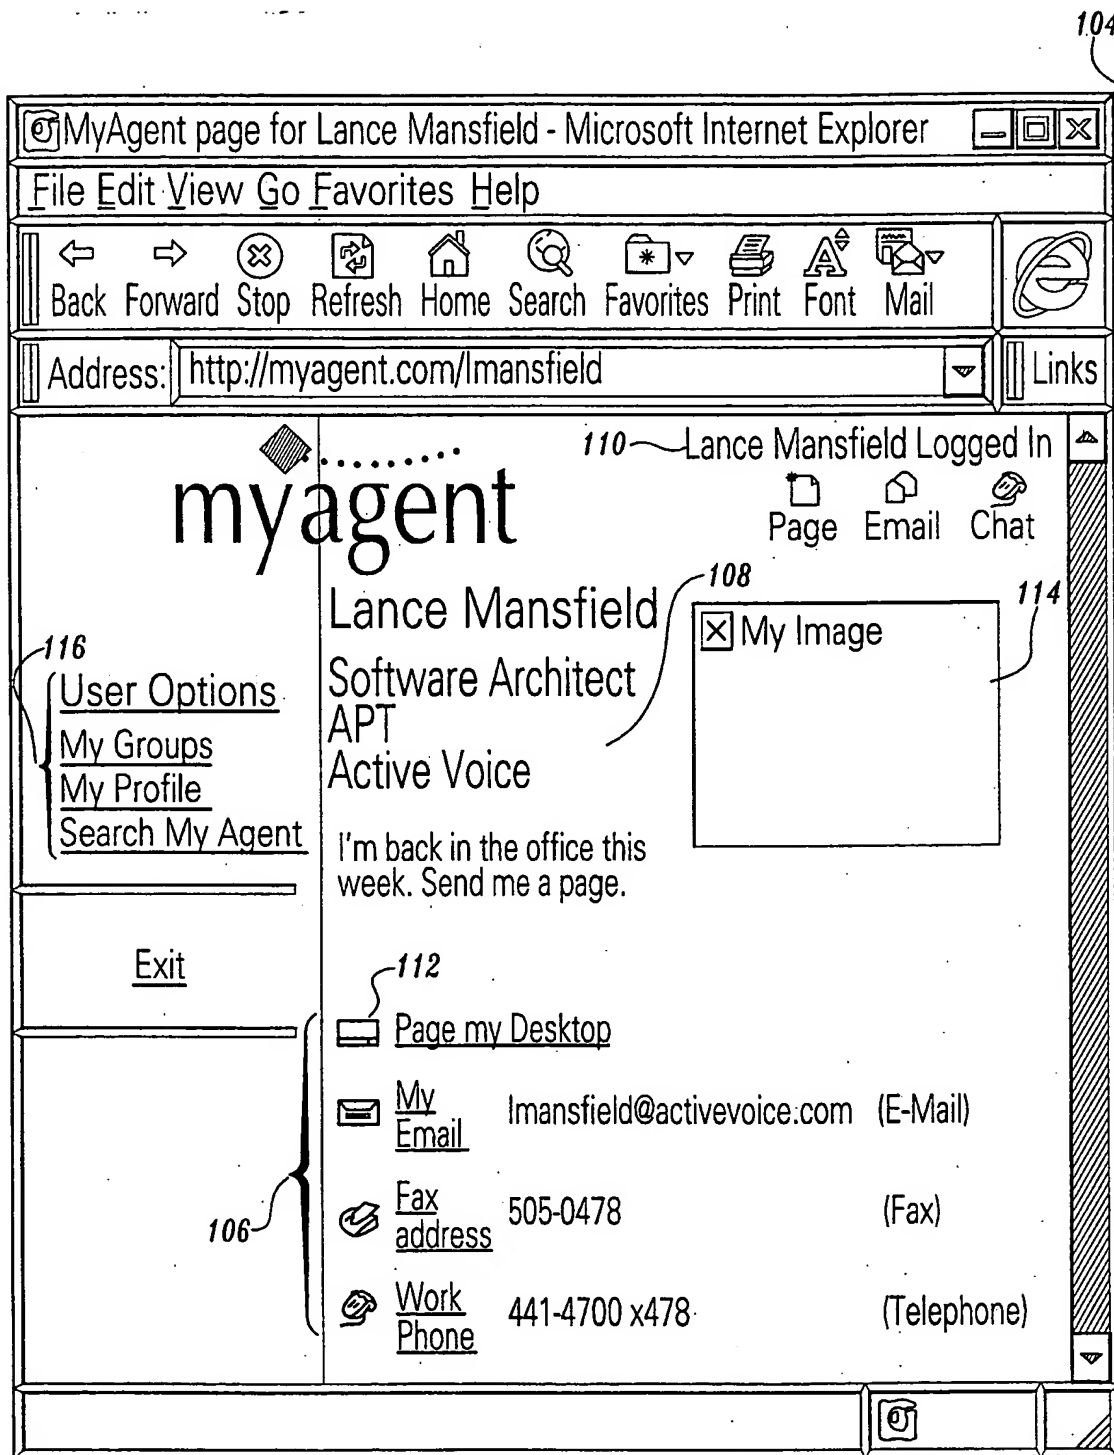 104
MyAgent page for Lance Mansfield - Microsoft Internet Explorer
File Edit View Go Favorites Help
Back Forward Stop Refresh Home Search Favorites Print Font Mail
Address: http://myagent.com/lmansfield Links
110 Lance Mansfield Logged In
myagent
Page Email Chat
108
Lance Mansfield
114
My Image
116
User Options
Software Architect
APT
My Groups
Active Voice
My Profile
Search My Agent
I'm back in the office this
week. Send me a page.
Exit
112
Page my Desktop
My
Email
lmansfield@activevoice.com (E-Mail)
106
Fax
address
505-0478 (Fax)
Work
Phone
441-4700 x478 (Telephone)